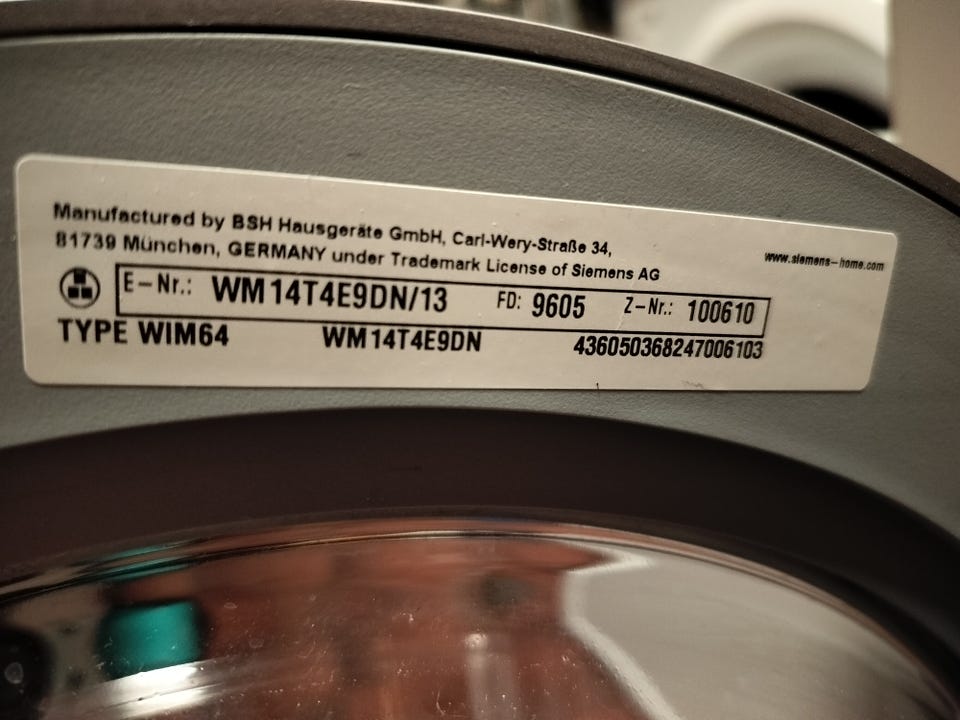 Manufactured by BSH Hausgeräte GmbH, Carl-Wery-Straße 34,
81739 München, GERMANY under Trademark License of Siemens AG
www.siemens-home.com
E-Nr.: WM14T4E9DN/13 FD: 9605 Z-Nr.: 100610
TYPE WIM64 WM14T4E9DN 436050368247006103